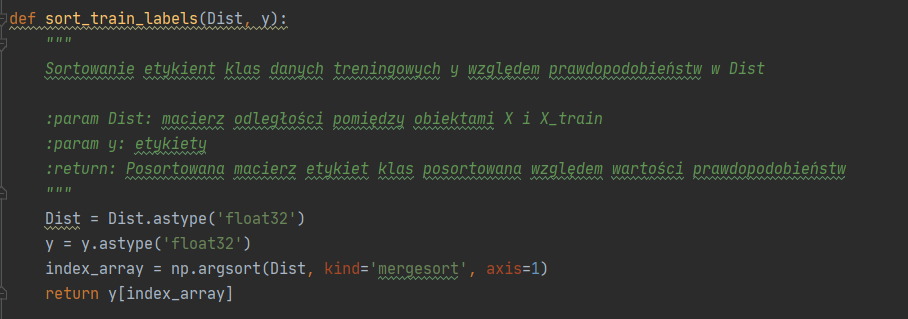 def sort_train_labels(Dist, y):
    """
    Sortowanie etykient klas danych treningowych y względem prawdopodobieństw w Dist

    :param Dist: macierz odległości pomiędzy obiektami X i X_train
    :param y: etykiety
    :return: Posortowana macierz etykiet klas posortowana względem wartości prawdopodobieństw
    """
    Dist = Dist.astype('float32')
    y = y.astype('float32')
    index_array = np.argsort(Dist, kind='mergesort', axis=1)
    return y[index_array]